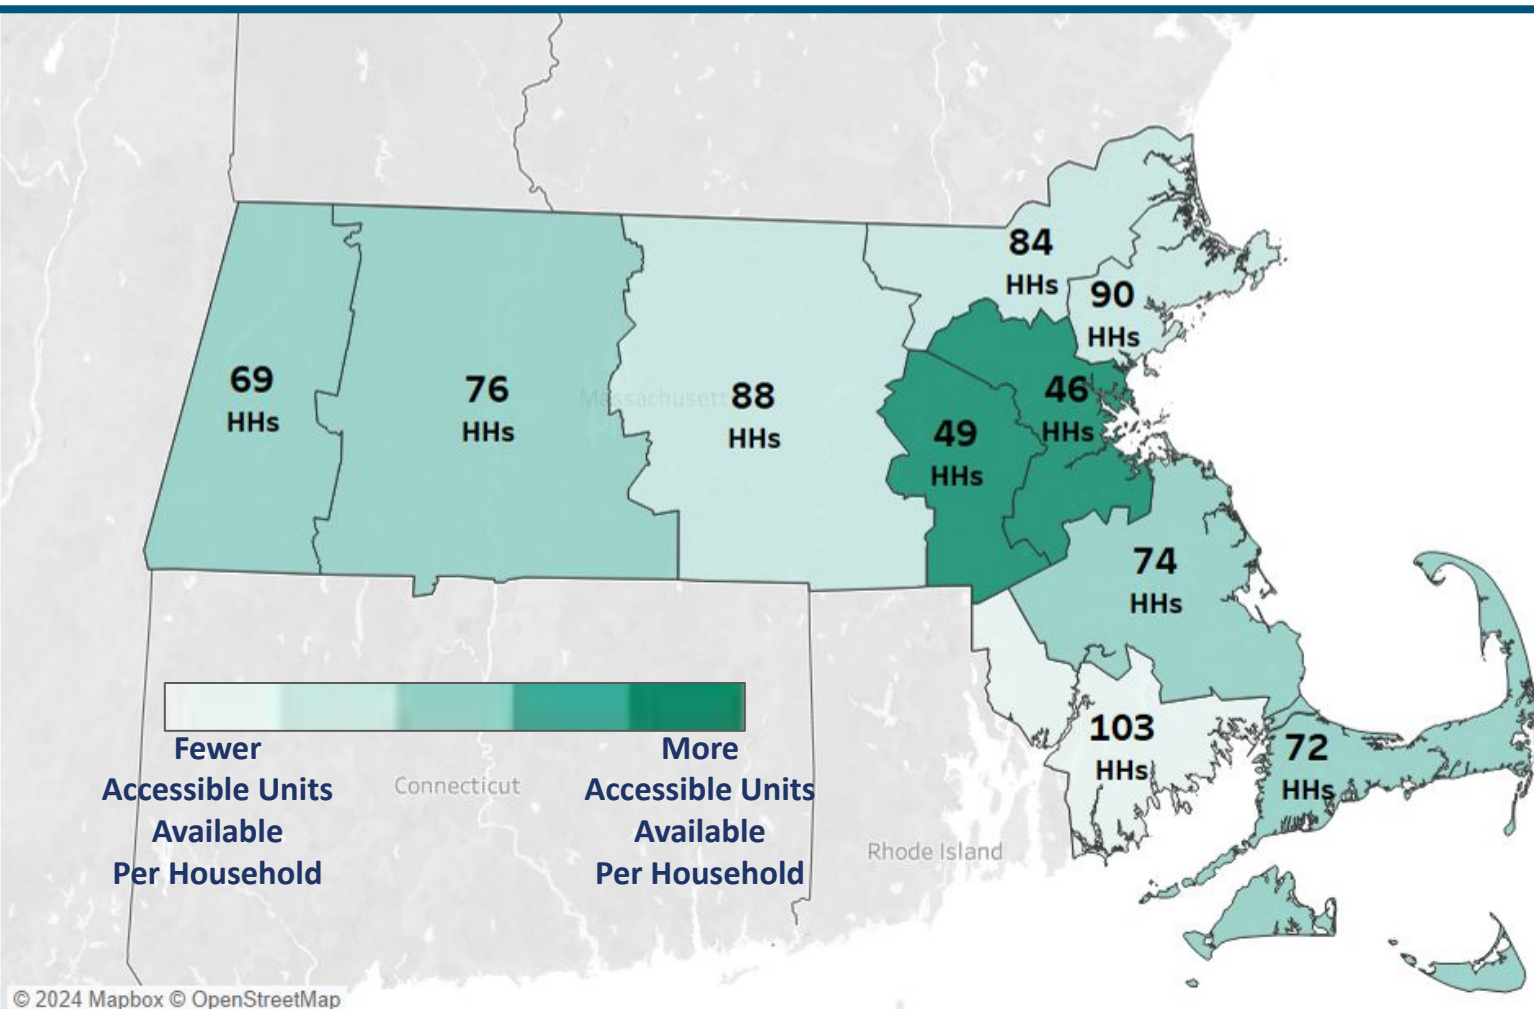 84
HHs
90
HHs
69
HHs
76
HHs
Massachusett
88
HHs
46
HHs
49
HHs
74
HHs
103
HHs
72
HHs
Fewer
Accessible Units
Available
Per Household
More
Accessible Units
Available
Per Household
Connecticut
Rhode Island
© 2024 Mapbox © OpenStreetMap